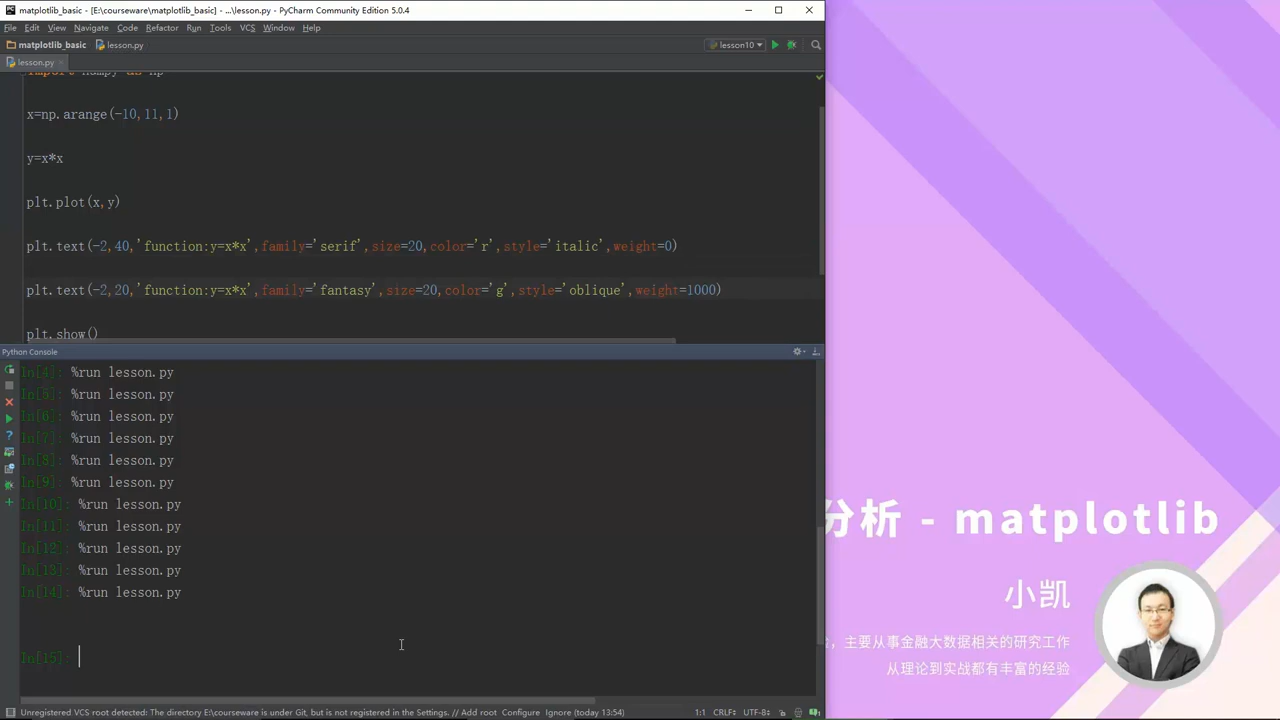 matplotlib_basic - [E:\courseware\matplotlib_basic] - ...\lesson.py - PyCharm Community Edition 5.0.4
File Edit View Navigate Code Refactor Run Tools VCS Window Help
matplotlib_basic lesson.py lesson10
lesson.py
import numpy as np
x=np.arange(-10,11,1)
y=x*x
plt.plot(x,y)
plt.text(-2,40,'function:y=x*x',family='serif',size=20,color='r',style='italic',weight=0)
plt.text(-2,20,'function:y=x*x',family='fantasy',size=20,color='g',style='oblique',weight=1000)
plt.show()
Python Console
In[4]: %run lesson.py
In[5]: %run lesson.py
In[6]: %run lesson.py
In[7]: %run lesson.py
In[8]: %run lesson.py
In[9]: %run lesson.py
In[10]: %run lesson.py
In[11]: %run lesson.py
In[12]: %run lesson.py
In[13]: %run lesson.py
In[14]: %run lesson.py
In[15]:
Unregistered VCS root detected: The directory E:\courseware is under Git, but is not registered in the Settings. // Add root Configure Ignore (today 13:54) 1:1 CRLF UTF-8
分析 - matplotlib
小凯
,主要从事金融大数据相关的研究工作
从理论到实战都有丰富的经验